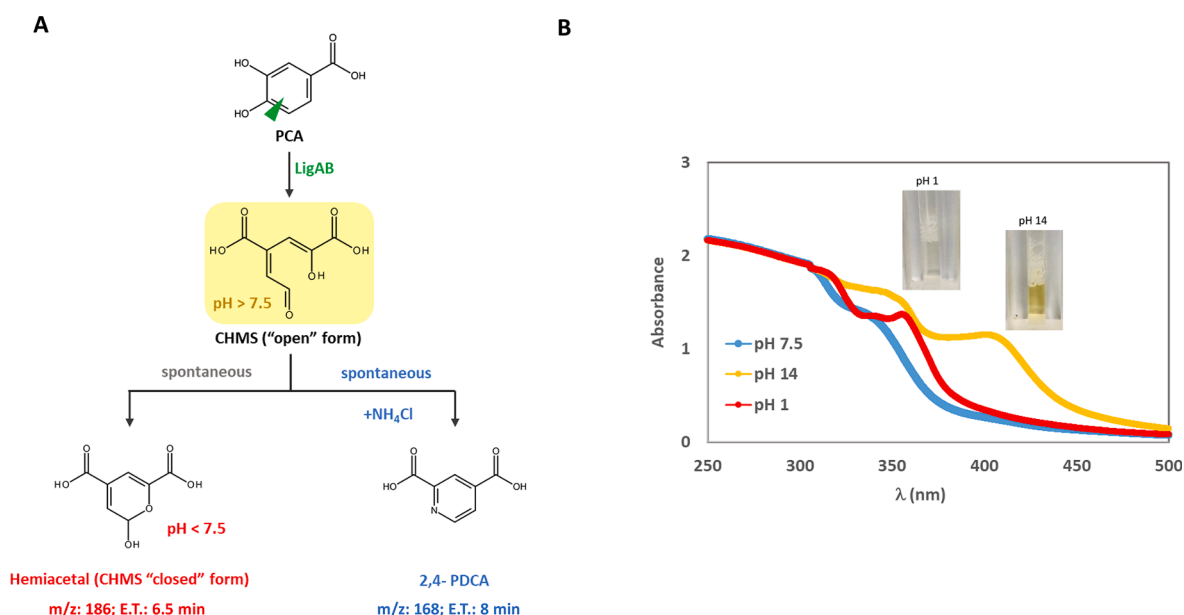 A
O
HO
OH
HO
PCA
LigAB
O
O
HO
OH
OH
pH > 7.5
O
CHMS (“open” form)
spontaneous
spontaneous
+NH₄Cl
O
O
HO
OH
O
OH
pH < 7.5
O
O
HO
OH
N
Hemiacetal (CHMS “closed” form)
m/z: 186; E.T.: 6.5 min
2,4- PDCA
m/z: 168; E.T.: 8 min
B
3
2
1
0
Absorbance
pH 1
pH 14
pH 7.5
pH 14
pH 1
250
300
350
400
450
500
λ (nm)